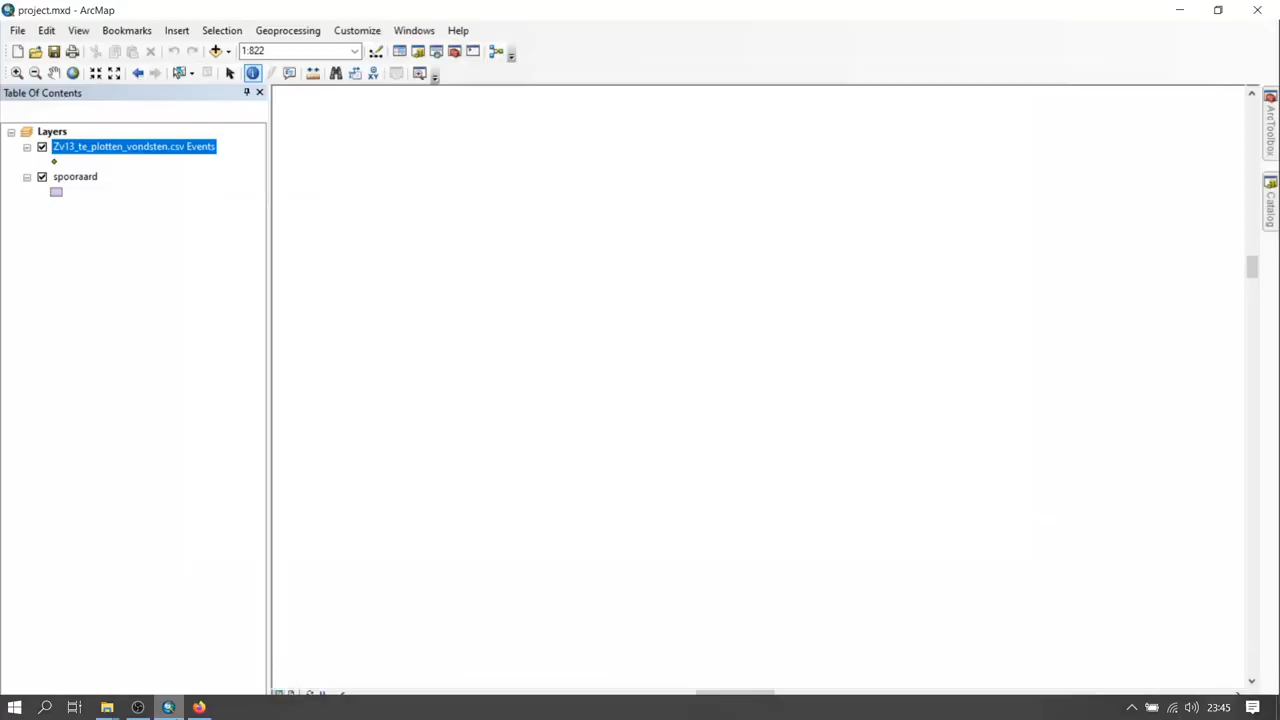 project.mxd - ArcMap
File Edit View Bookmarks Insert Selection Geoprocessing Customize Windows Help
1:822
Table Of Contents
Layers
Zv13_te_plotten_vondsten.csv Events
spooraard
ArcToolbox
Catalog
23:45